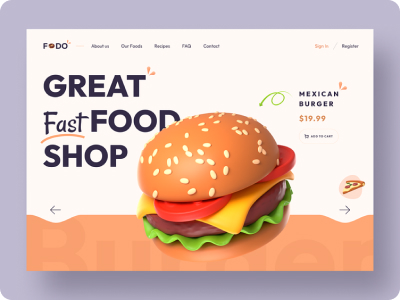 FODO
About us
Our Foods
Recipes
FAQ
Contact
Sign in
Register
GREAT
Fast FOOD
SHOP
MEXICAN
BURGER
$19.99
ADD TO CART
Burger